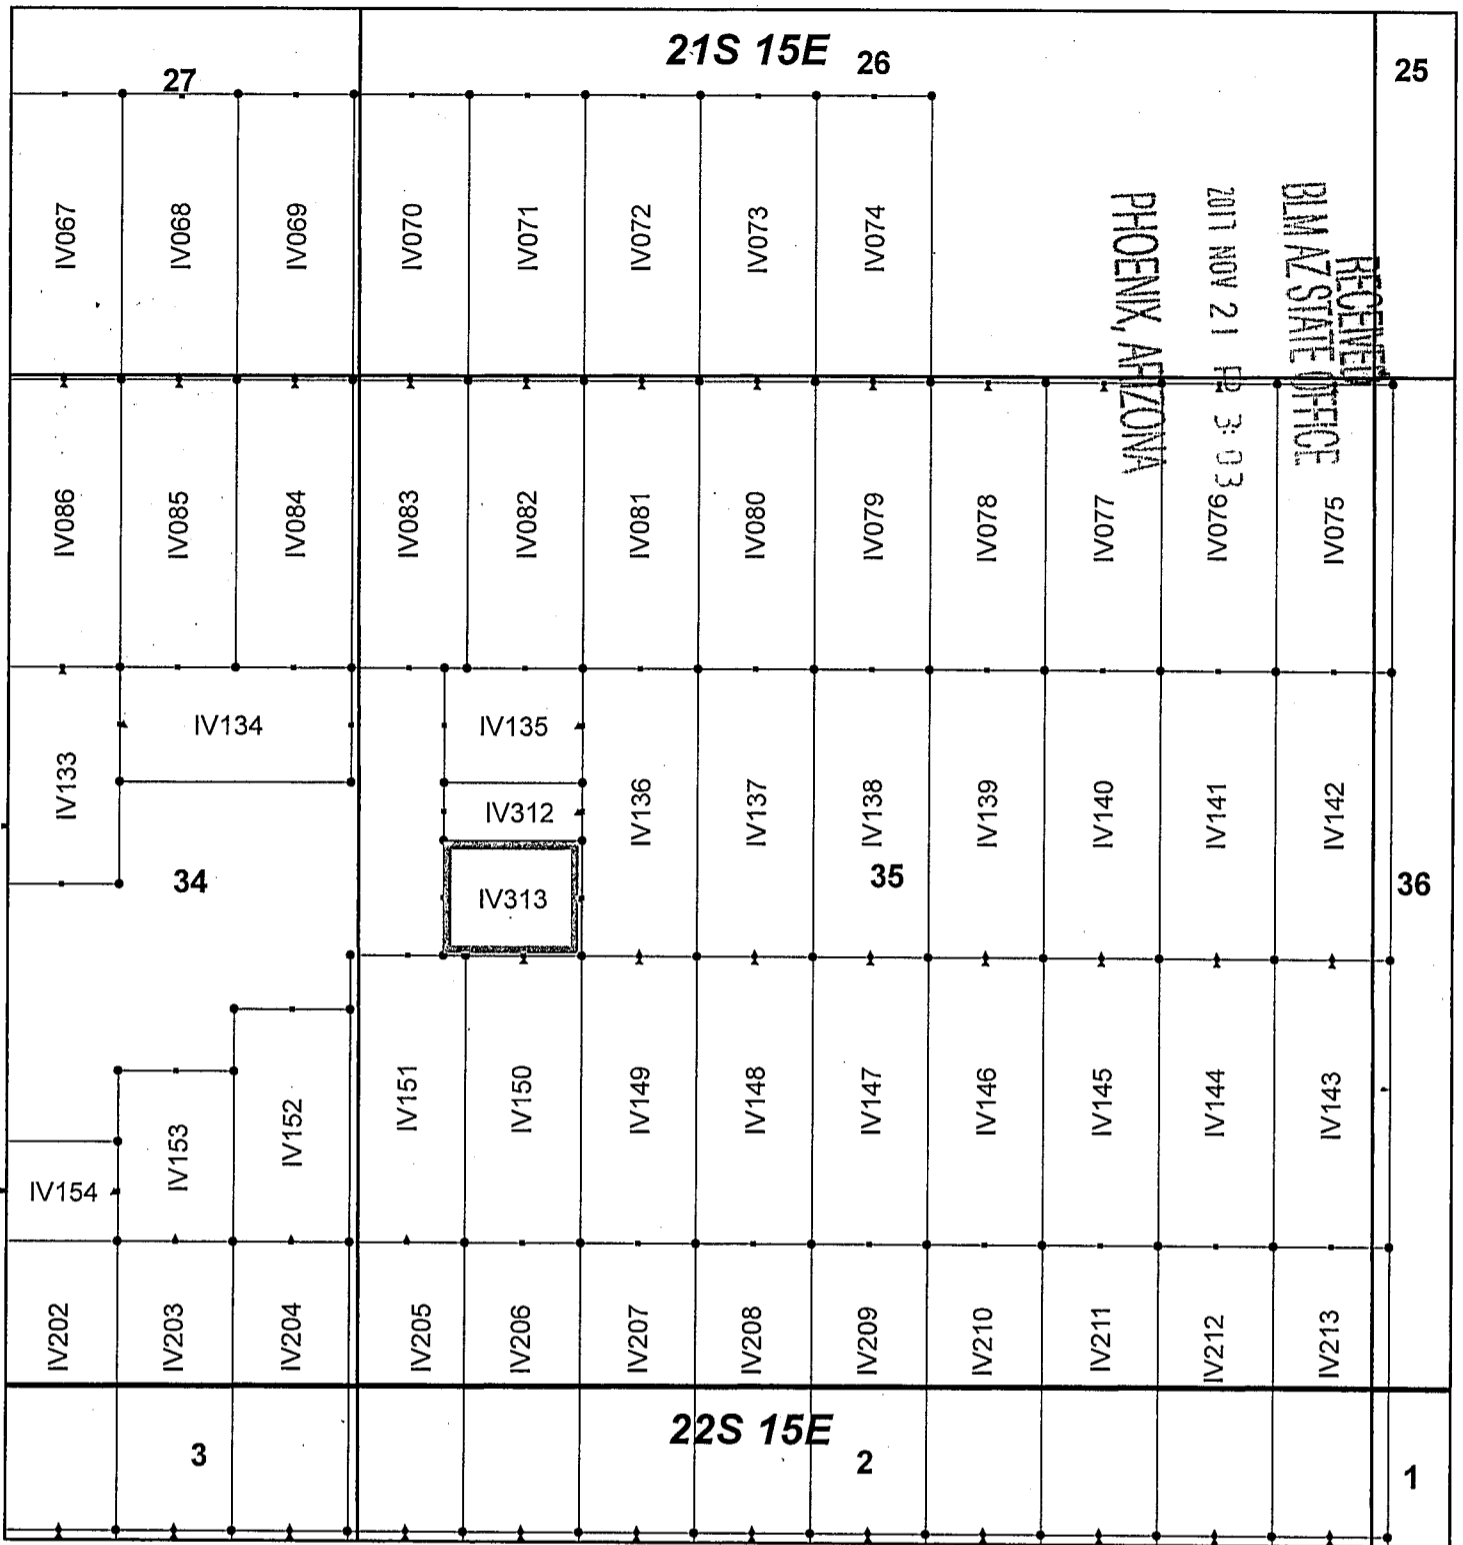 21S 15E
27
26
25
IV067
IV068
IV069
IV070
IV071
IV072
IV073
IV074
RECEIVED
BLM AZ STATE OFFICE
2017 NOV 21 PM 3:03
PHOENIX, ARIZONA
IV086
IV085
IV084
IV083
IV082
IV081
IV080
IV079
IV078
IV077
IV076
IV075
IV133
IV134
IV135
IV312
IV313
IV136
IV137
IV138
IV139
IV140
IV141
IV142
34
35
36
IV154
IV153
IV152
IV151
IV150
IV149
IV148
IV147
IV146
IV145
IV144
IV143
IV202
IV203
IV204
IV205
IV206
IV207
IV208
IV209
IV210
IV211
IV212
IV213
22S 15E
3
2
1